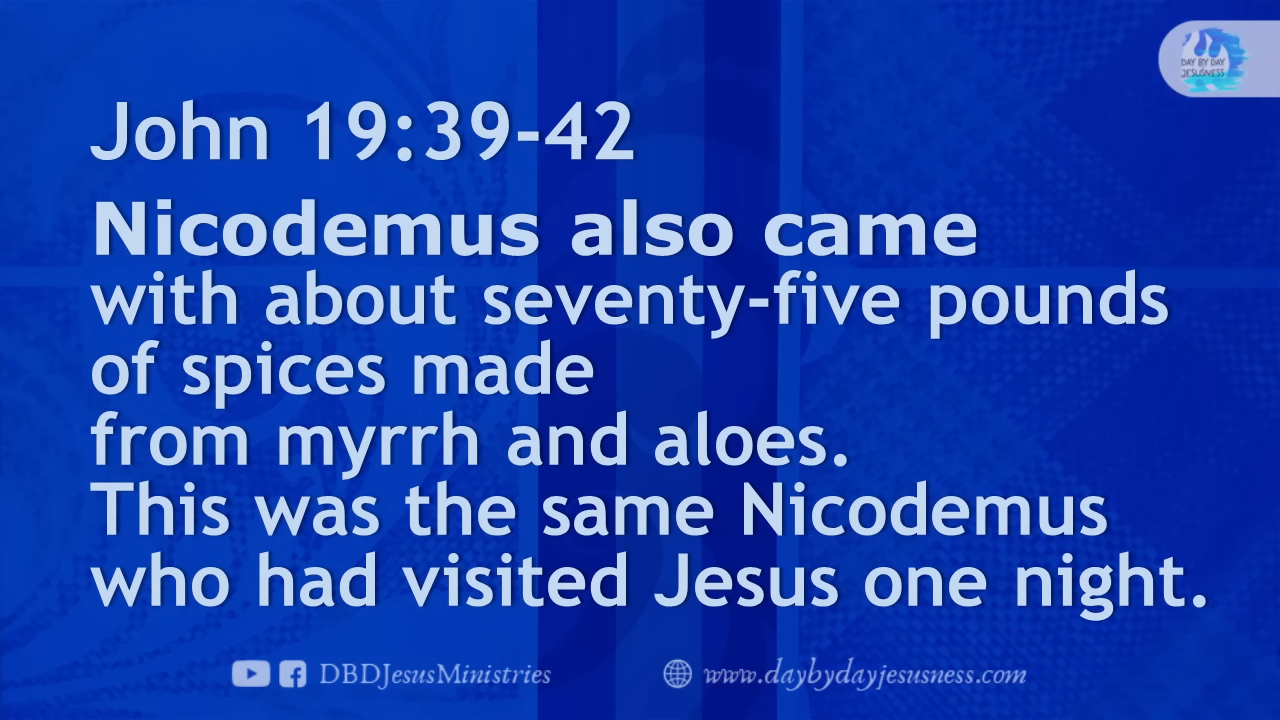 DAY BY DAY
JESUSNESS
John 19:39-42
Nicodemus also came
with about seventy-five pounds
of spices made
from myrrh and aloes.
This was the same Nicodemus
who had visited Jesus one night.
DBDJesusMinistries
www.daybydayjesusness.com